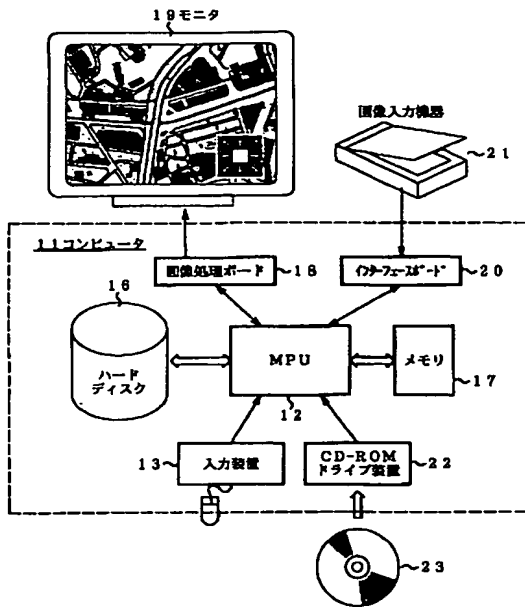 19モニタ
画像入力機器
21
11コンピュータ
画像処理ボード
18
インターフェースボード
20
16
ハード
ディスク
MPU
12
メモリ
17
13
入力装置
CD-ROM
ドライブ装置
22
23